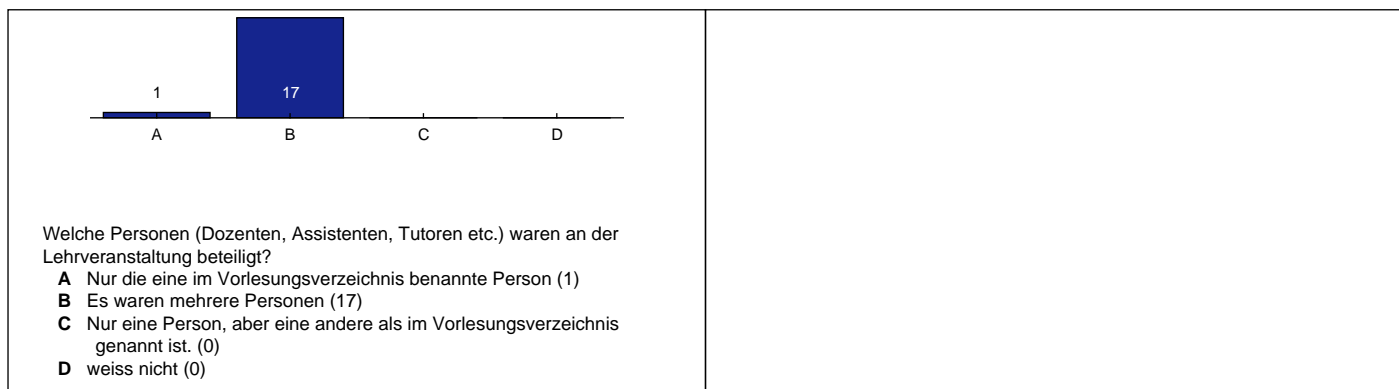 1 17
A B C D
Welche Personen (Dozenten, Assistenten, Tutoren etc.) waren an der
Lehrveranstaltung beteiligt?
A Nur die eine im Vorlesungsverzeichnis benannte Person (1)
B Es waren mehrere Personen (17)
C Nur eine Person, aber eine andere als im Vorlesungsverzeichnis
genannt ist. (0)
D weiss nicht (0)